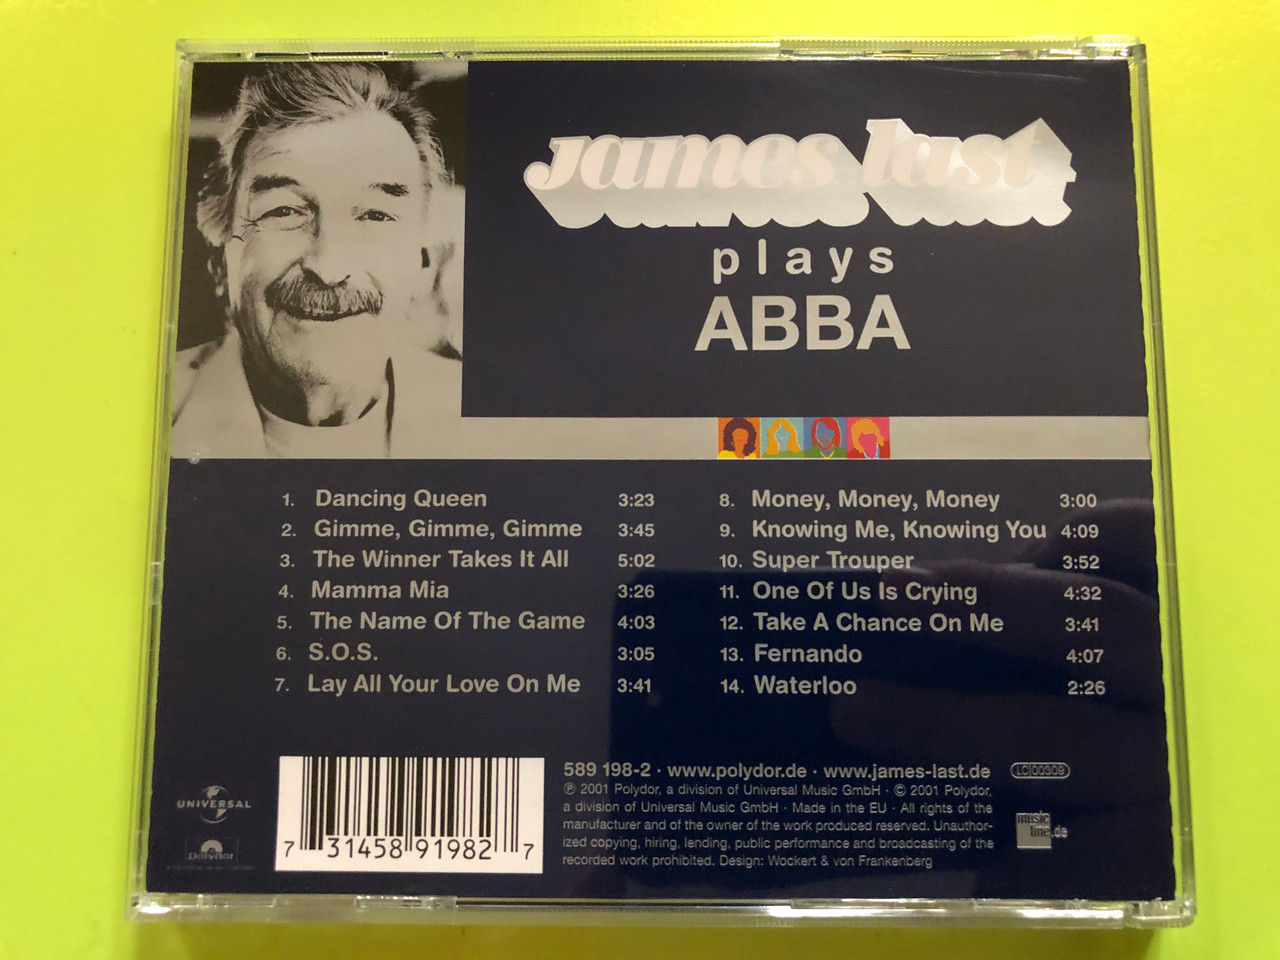 james last
plays
ABBA
1. Dancing Queen 3:23
2. Gimme, Gimme, Gimme 3:45
3. The Winner Takes It All 5:02
4. Mamma Mia 3:26
5. The Name Of The Game 4:03
6. S.O.S. 3:05
7. Lay All Your Love On Me 3:41
8. Money, Money, Money 3:00
9. Knowing Me, Knowing You 4:09
10. Super Trouper 3:52
11. One Of Us Is Crying 4:32
12. Take A Chance On Me 3:41
13. Fernando 4:07
14. Waterloo 2:26
UNIVERSAL
Polydor
7 31458 91982 7
589 198-2 · www.polydor.de · www.james-last.de
℗ 2001 Polydor, a division of Universal Music GmbH · © 2001 Polydor,
a division of Universal Music GmbH · Made in the EU · All rights of the
manufacturer and of the owner of the work produced reserved. Unauthor-
ized copying, hiring, lending, public performance and broadcasting of the
recorded work prohibited. Design: Wockert & von Frankenberg
LC 00309
music
line.de